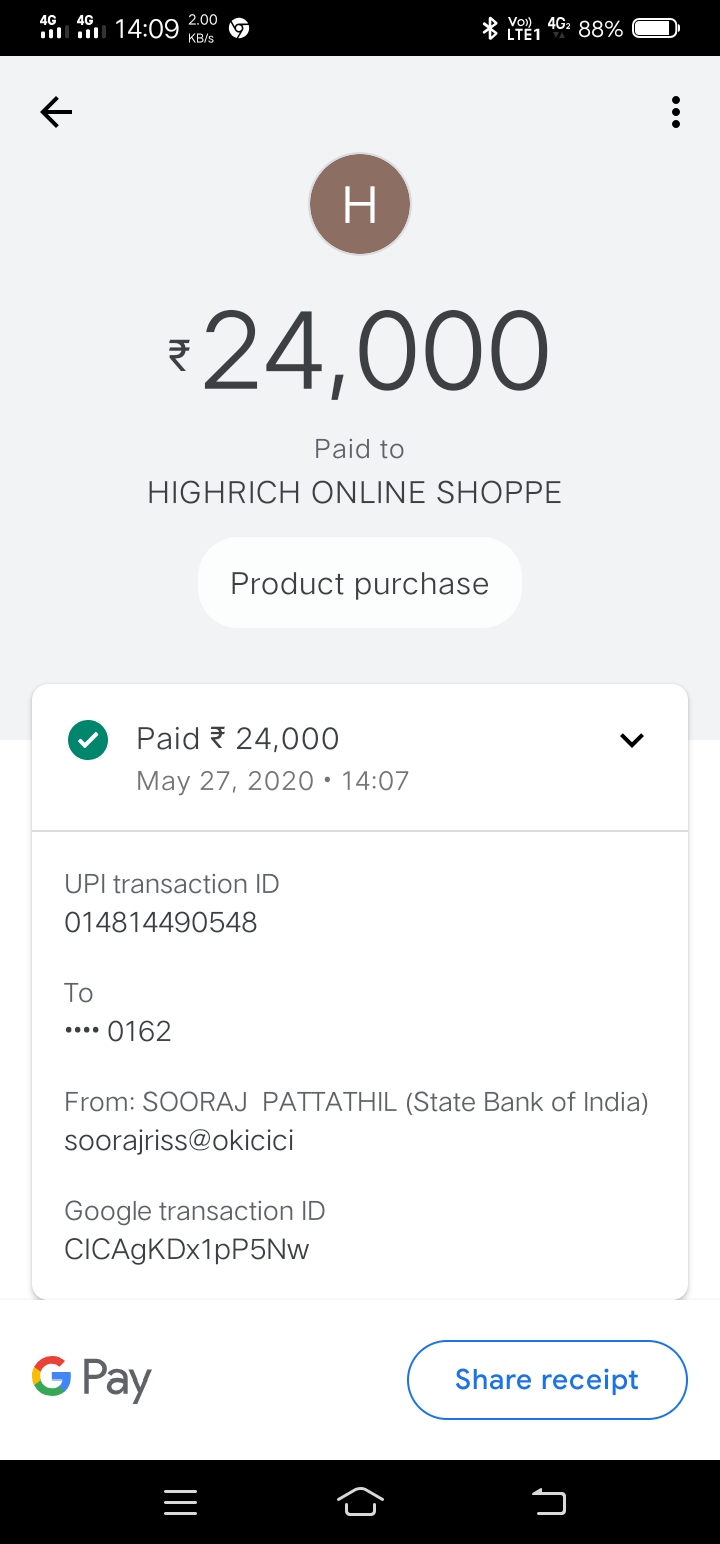 4G 4G 14:09 2.00 KB/s Vo)) LTE1 4G2 88%
H
₹24,000
Paid to
HIGHRICH ONLINE SHOPPE
Product purchase
Paid ₹ 24,000
May 27, 2020 • 14:07
UPI transaction ID
014814490548
To
•••• 0162
From: SOORAJ PATTATHIL (State Bank of India)
soorajriss@okicici
Google transaction ID
CICAgKDx1pP5Nw
G Pay
Share receipt